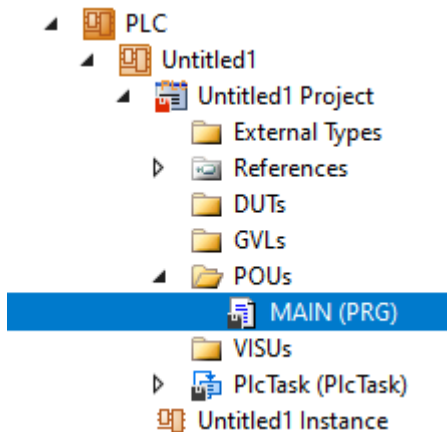 PLC
Untitled1
Untitled1 Project
External Types
References
DUTs
GVLs
POUs
MAIN (PRG)
VISUs
PlcTask (PlcTask)
Untitled1 Instance